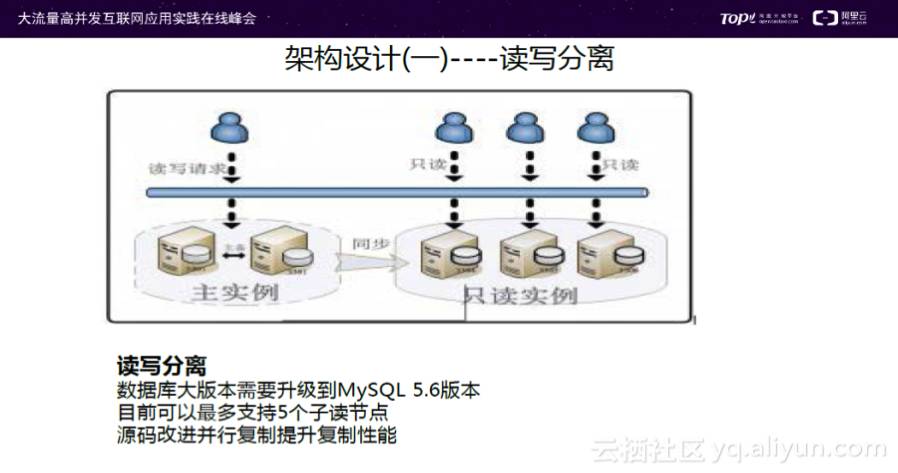 大流量高并发互联网应用实践在线峰会
TOP!
阿里云
aliyun.com
架构设计(一)----读写分离
读写请求
只读
只读
主备
同步
主实例
只读实例
读写分离
数据库大版本需要升级到MySQL 5.6版本
目前可以最多支持5个子读节点
源码改进并行复制提升复制性能
云栖社区 yq.aliyun.com